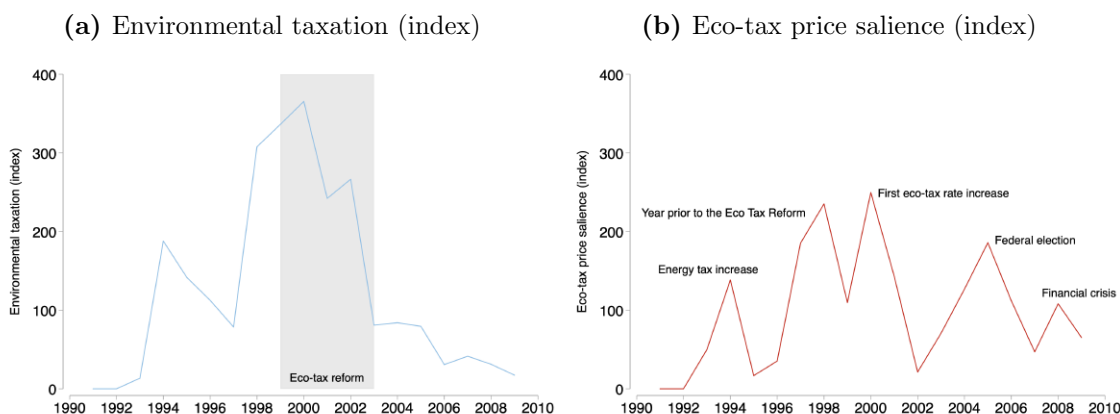 (a) Environmental taxation (index)
Environmental taxation (index)
400
300
200
100
0
Eco-tax reform
1990 1992 1994 1996 1998 2000 2002 2004 2006 2008 2010
(b) Eco-tax price salience (index)
Eco-tax price salience (index)
400
300
200
100
0
First eco-tax rate increase
Year prior to the Eco Tax Reform
Federal election
Energy tax increase
Financial crisis
1990 1992 1994 1996 1998 2000 2002 2004 2006 2008 2010